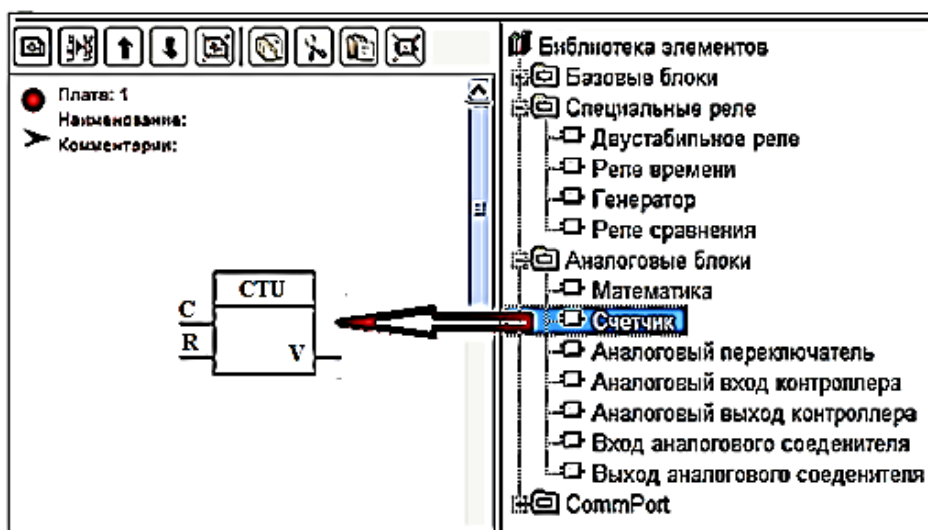 Плата: 1
Наименование:
Комментории:
CTU
C
R
V
Библиотека элементов
Базовые блоки
Специальные реле
Двустабильное реле
Реле времени
Генератор
Реле сравнения
Аналоговые блоки
Математика
Счетчик
Аналоговый переключатель
Аналоговый вход контроллера
Аналоговый выход контроллера
Вход аналогового соеденителя
Выход аналогового соеденителя
CommPort